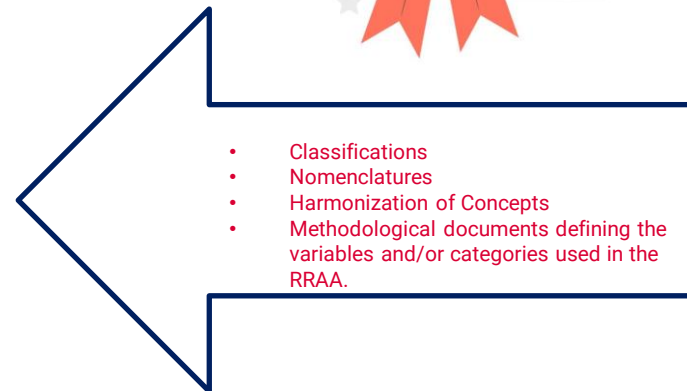 • Classifications
• Nomenclatures
• Harmonization of Concepts
• Methodological documents defining the
variables and/or categories used in the
RRAA.